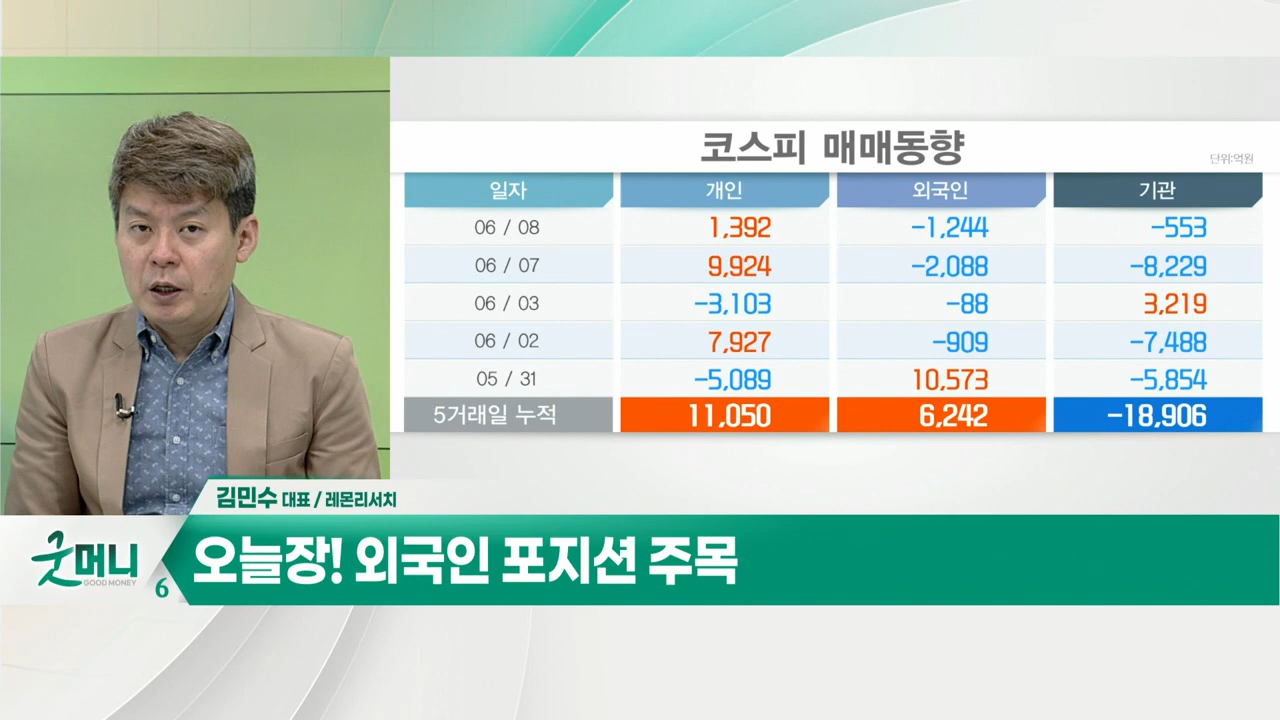 코스피 매매동향
단위:억원
일자 개인 외국인 기관
06 / 08 1,392 -1,244 -553
06 / 07 9,924 -2,088 -8,229
06 / 03 -3,103 -88 3,219
06 / 02 7,927 -909 -7,488
05 / 31 -5,089 10,573 -5,854
5거래일 누적 11,050 6,242 -18,906
김민수 대표 / 레몬리서치
굿머니
GOOD MONEY
6
오늘장! 외국인 포지션 주목